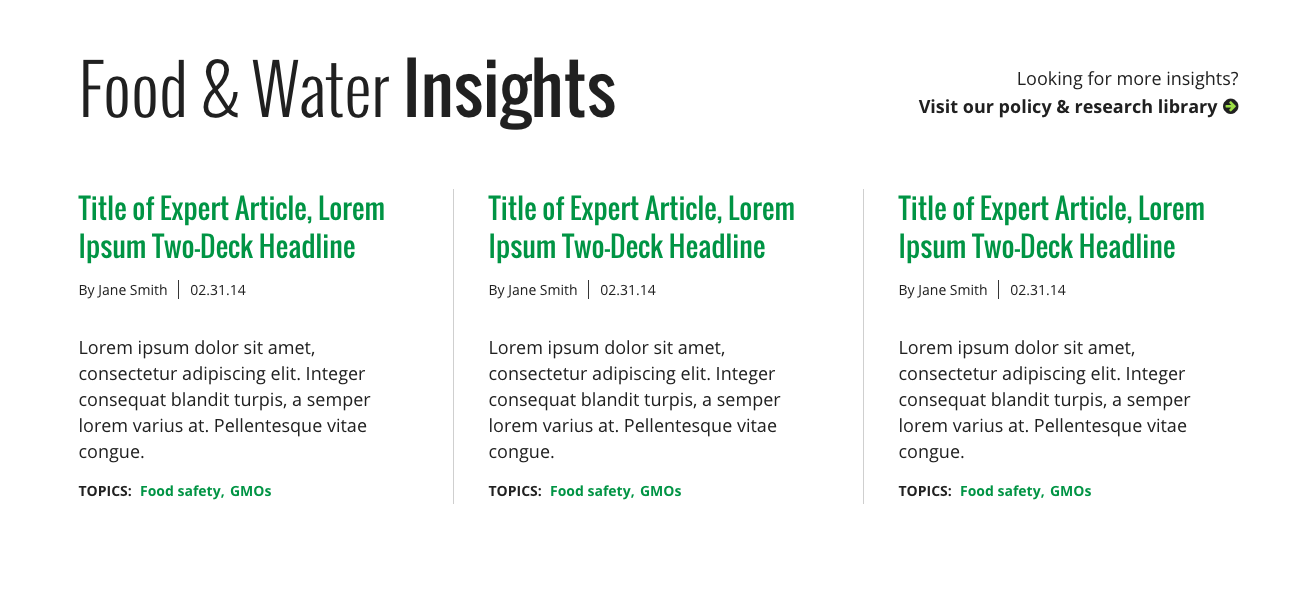 Food & Water Insights
Looking for more insights?
Visit our policy & research library
Title of Expert Article, Lorem
Ipsum Two-Deck Headline
By Jane Smith | 02.31.14
Lorem ipsum dolor sit amet,
consectetur adipiscing elit. Integer
consequat blandit turpis, a semper
lorem varius at. Pellentesque vitae
congue.
TOPICS: Food safety, GMOs
Title of Expert Article, Lorem
Ipsum Two-Deck Headline
By Jane Smith | 02.31.14
Lorem ipsum dolor sit amet,
consectetur adipiscing elit. Integer
consequat blandit turpis, a semper
lorem varius at. Pellentesque vitae
congue.
TOPICS: Food safety, GMOs
Title of Expert Article, Lorem
Ipsum Two-Deck Headline
By Jane Smith | 02.31.14
Lorem ipsum dolor sit amet,
consectetur adipiscing elit. Integer
consequat blandit turpis, a semper
lorem varius at. Pellentesque vitae
congue.
TOPICS: Food safety, GMOs